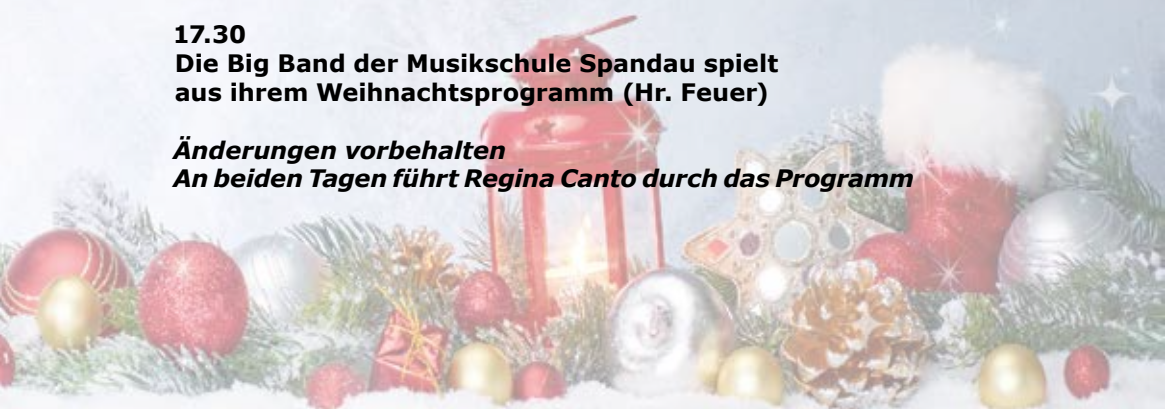 17.30
Die Big Band der Musikschule Spandau spielt
aus ihrem Weihnachtsprogramm (Hr. Feuer)
Änderungen vorbehalten
An beiden Tagen führt Regina Canto durch das Programm